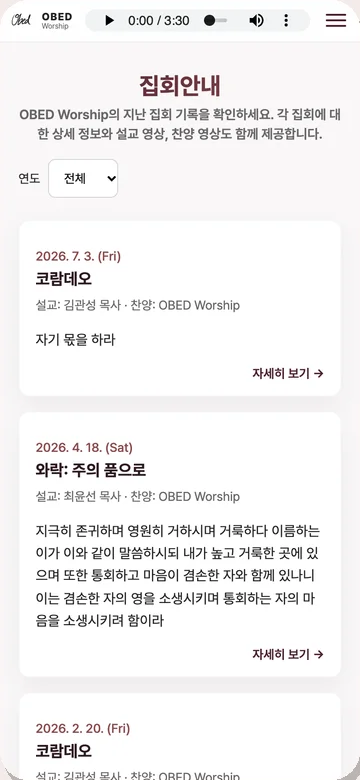 Obed
OBED
Worship
0:00 / 3:30
집회안내
OBED Worship의 지난 집회 기록을 확인하세요. 각 집회에 대
한 상세 정보와 설교 영상, 찬양 영상도 함께 제공합니다.
연도
전체
2026. 7. 3. (Fri)
코람데오
설교: 김관성 목사 · 찬양: OBED Worship
자기 몫을 하라
자세히 보기 →
2026. 4. 18. (Sat)
와락: 주의 품으로
설교: 최윤선 목사 · 찬양: OBED Worship
지극히 존귀하며 영원히 거하시며 거룩하다 이름하는
이가 이와 같이 말씀하시되 내가 높고 거룩한 곳에 있
으며 또한 통회하고 마음이 겸손한 자와 함께 있나니
이는 겸손한 자의 영을 소생시키며 통회하는 자의 마
음을 소생시키려 함이라
자세히 보기 →
2026. 2. 20. (Fri)
코람데오
설교: 김관성 목사 · 찬양: OBED Worship